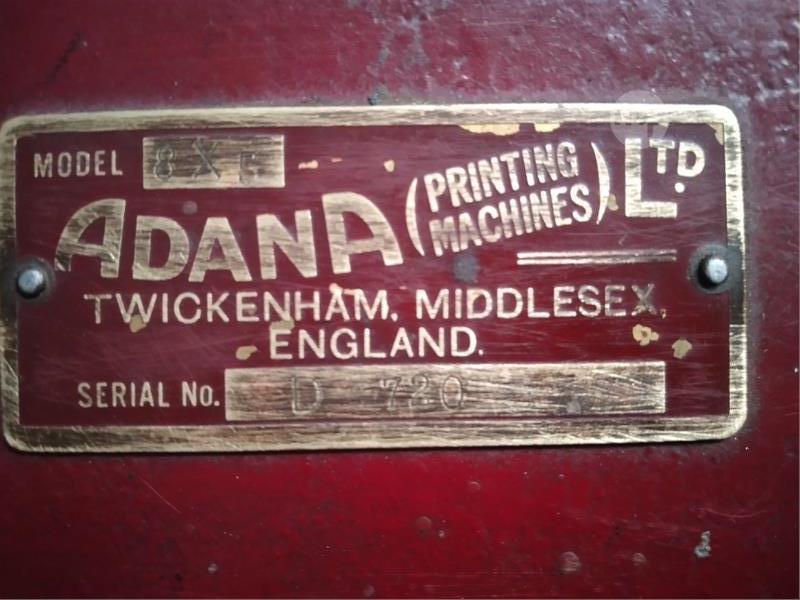 MODEL 8 X 5
ADANA (PRINTING MACHINES) LTD.
TWICKENHAM, MIDDLESEX,
ENGLAND.
SERIAL No. D 720